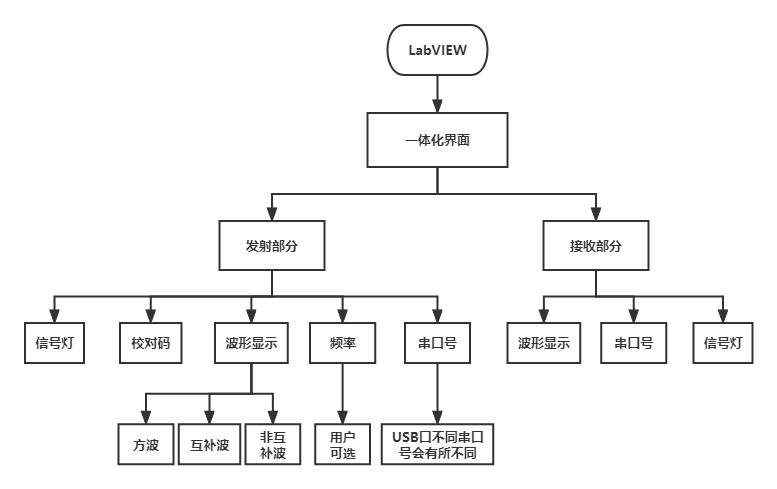 LabVIEW
一体化界面
发射部分
接收部分
信号灯
校对码
波形显示
频率
串口号
波形显示
串口号
信号灯
方波
互补波
非互
补波
用户
可选
USB口不同串口
号会有所不同